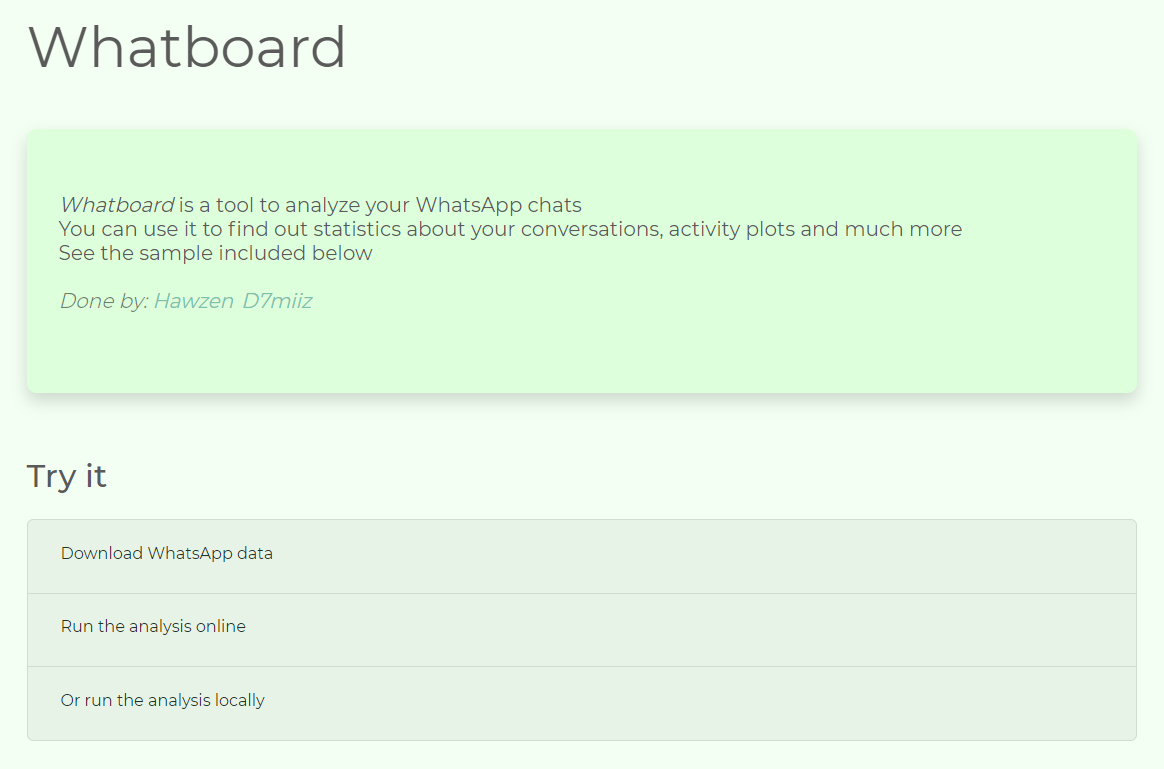 Whatboard
Whatboard is a tool to analyze your WhatsApp chats
You can use it to find out statistics about your conversations, activity plots and much more
See the sample included below
Done by: Hawzen D7miiz
Try it
Download WhatsApp data
Run the analysis online
Or run the analysis locally